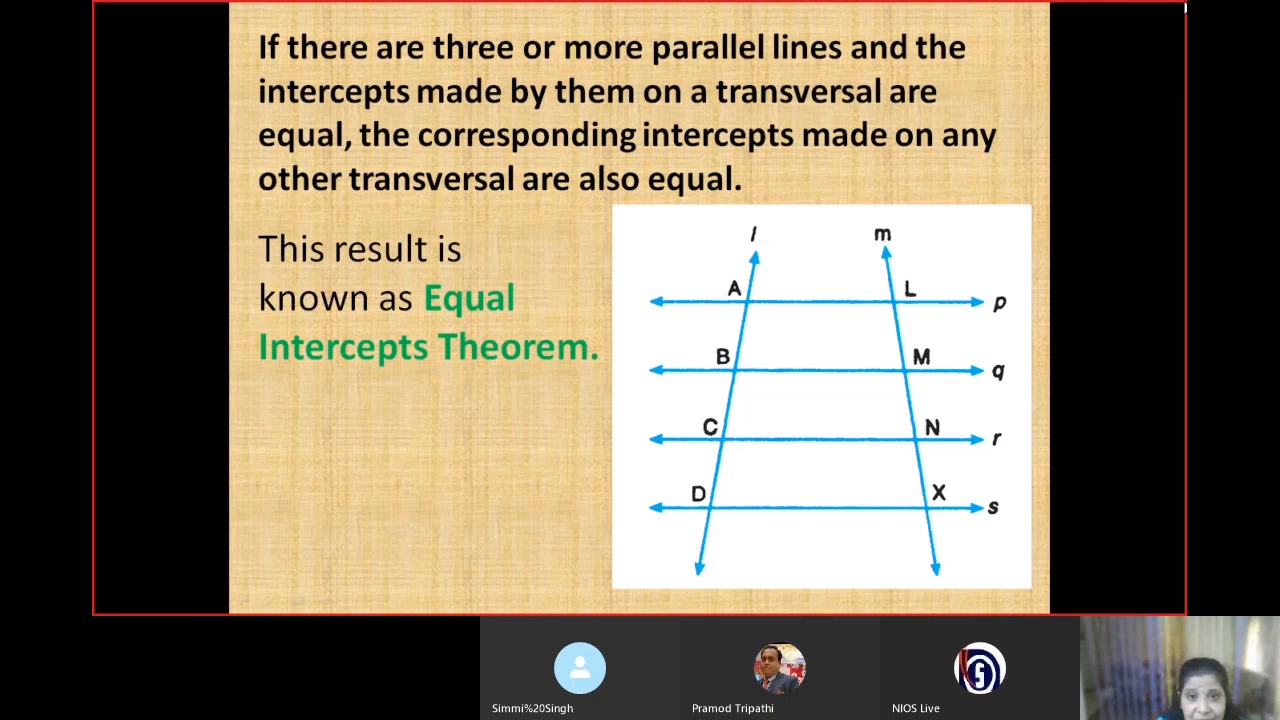 If there are three or more parallel lines and the
intercepts made by them on a transversal are
equal, the corresponding intercepts made on any
other transversal are also equal.
This result is
known as Equal
Intercepts Theorem.
l m
A L p
B M q
C N r
D X s
Simmi%20Singh
Pramod Tripathi
NIOS Live